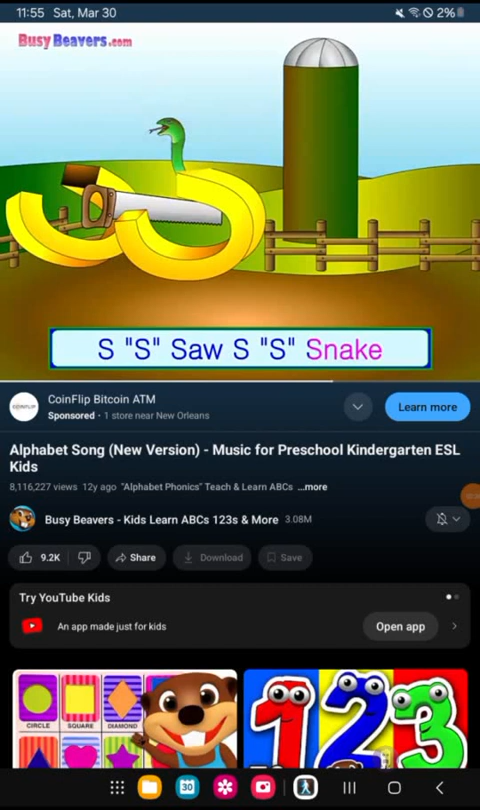 11:55 Sat, Mar 30
2%
BusyBeavers.com
S "S" Saw S "S" Snake
CoinFlip Bitcoin ATM
Sponsored · 1 store near New Orleans
Learn more
Alphabet Song (New Version) - Music for Preschool Kindergarten ESL
Kids
8,116,227 views 12y ago "Alphabet Phonics" Teach & Learn ABCs ...more
Busy Beavers - Kids Learn ABCs 123s & More 3.08M
9.2K Share Download Save
Try YouTube Kids
An app made just for kids
Open app
CIRCLE SQUARE DIAMOND
1 2 3
30